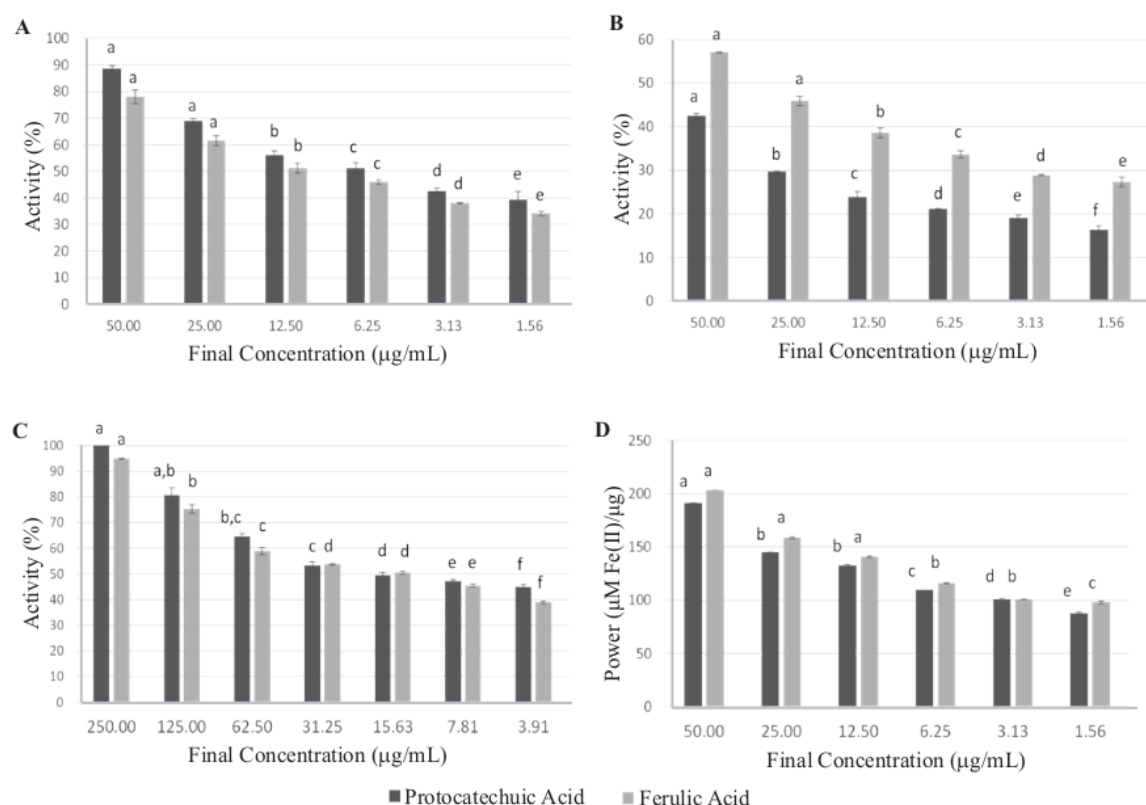 A
Activity (%)
100
90
80
70
60
50
40
30
20
10
0
a a a a b b c c d d e e
50.00 25.00 12.50 6.25 3.13 1.56
Final Concentration (µg/mL)
B
Activity (%)
60
50
40
30
20
10
0
a a b a c b d c e d f e
50.00 25.00 12.50 6.25 3.13 1.56
Final Concentration (µg/mL)
C
Activity (%)
100
90
80
70
60
50
40
30
20
10
0
a a a,b b b,c c c d d d e e f f
250.00 125.00 62.50 31.25 15.63 7.81 3.91
Final Concentration (µg/mL)
D
Power (µM Fe(II)/µg)
250
200
150
100
50
0
a a b a b a c b d b e c
50.00 25.00 12.50 6.25 3.13 1.56
Final Concentration (µg/mL)
Protocatechuic Acid Ferulic Acid